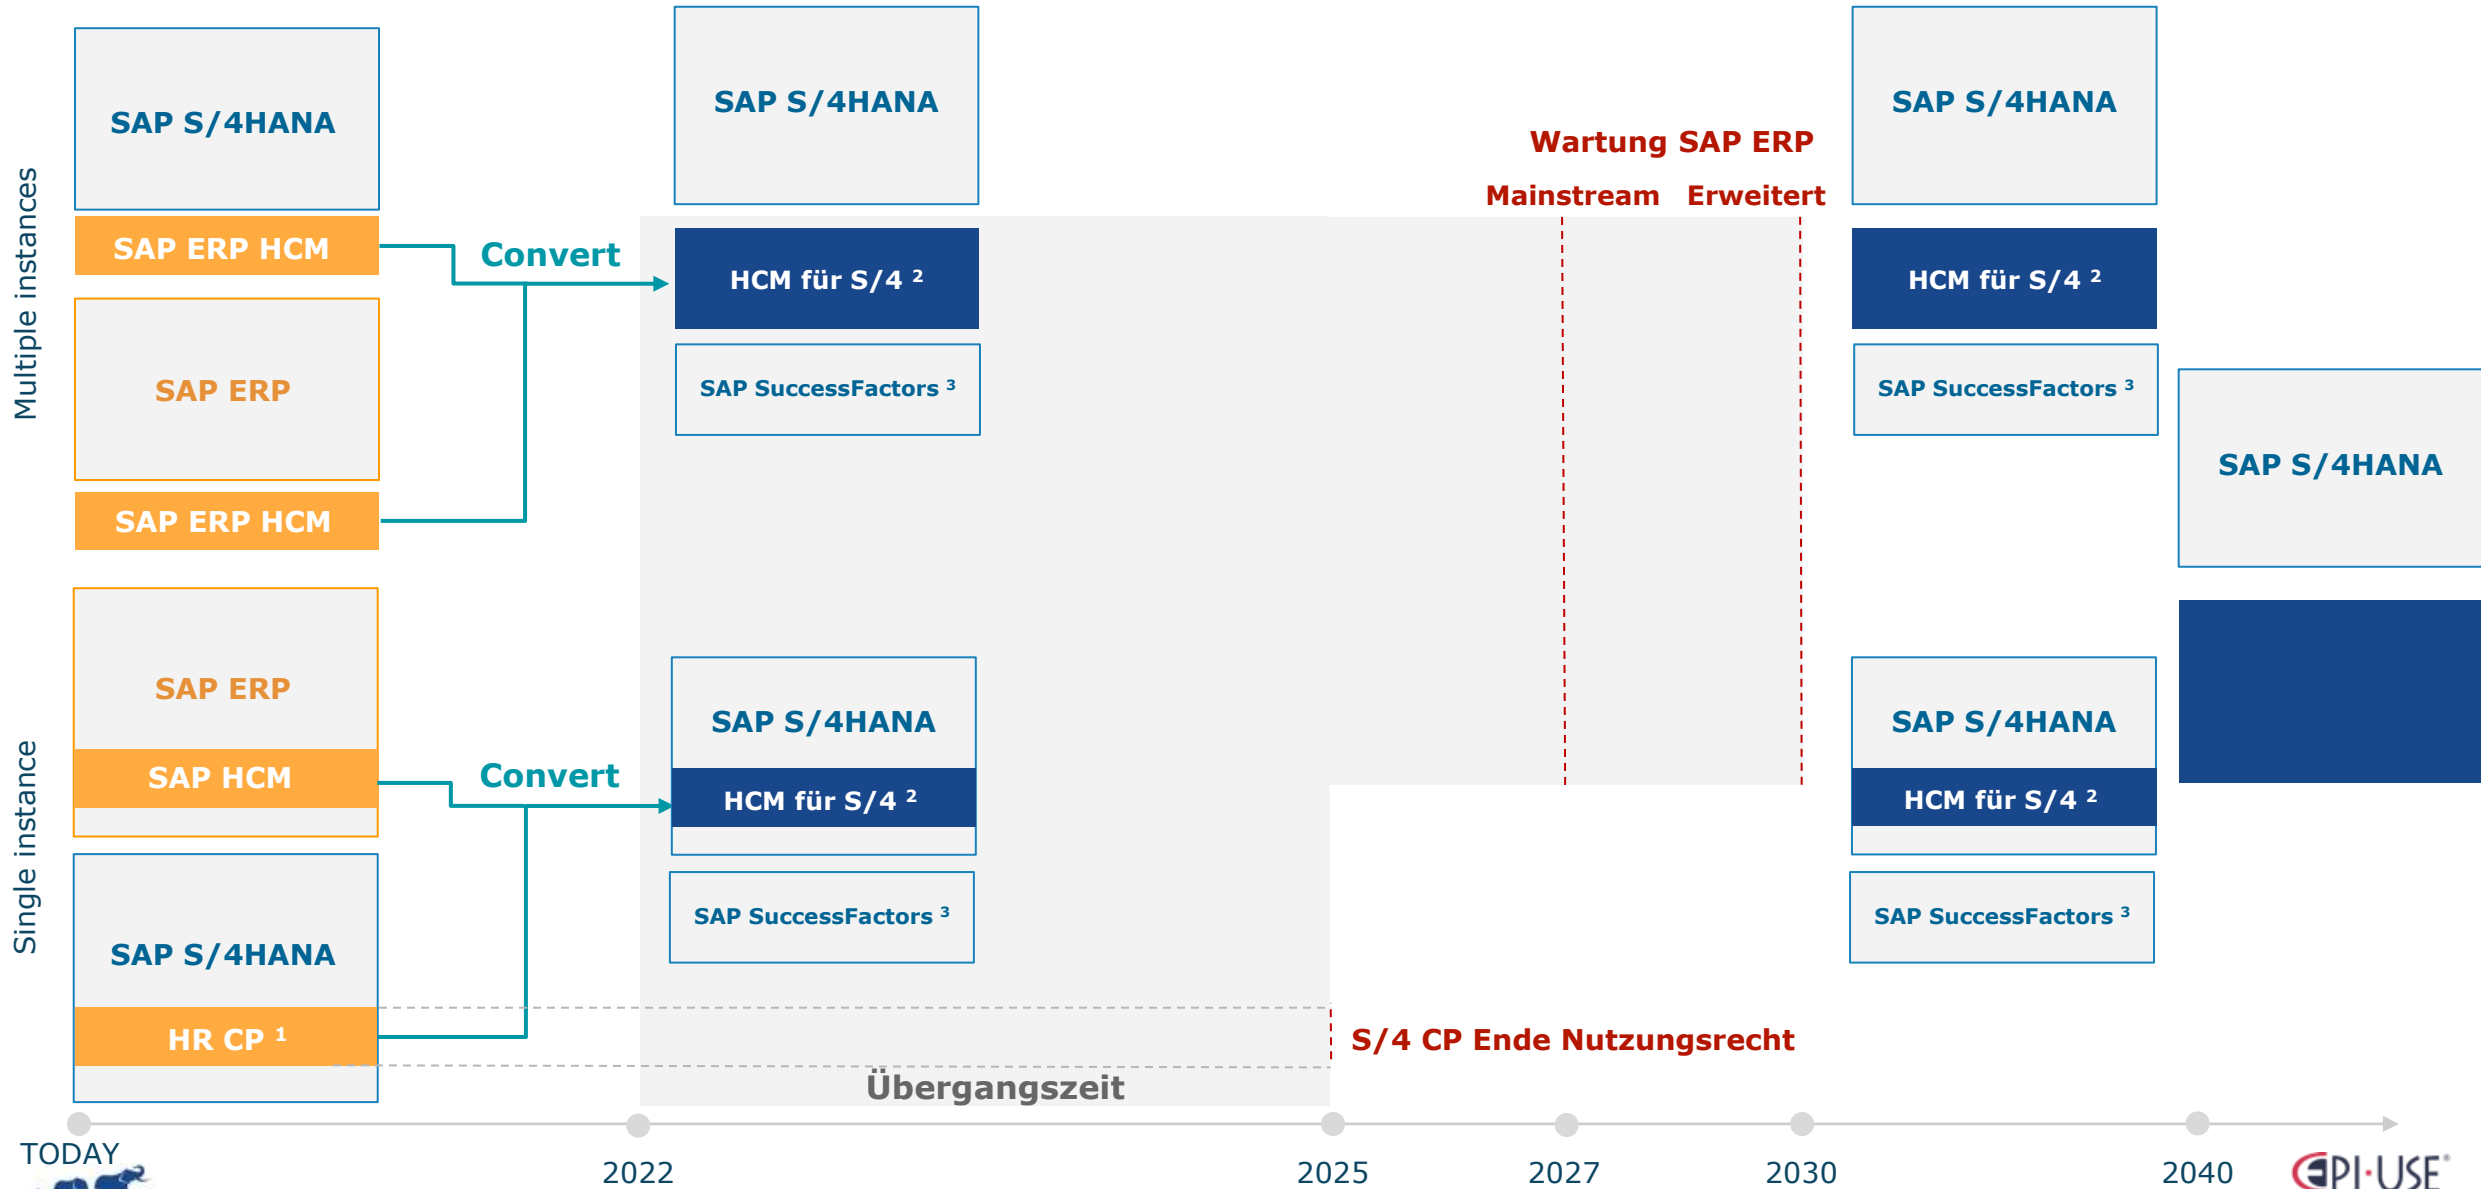 Multiple instances
SAP S/4HANA
SAP ERP HCM
SAP ERP
SAP ERP HCM
Convert
SAP S/4HANA
HCM für S/4 ²
SAP SuccessFactors ³
Wartung SAP ERP
Mainstream Erweitert
SAP S/4HANA
HCM für S/4 ²
SAP SuccessFactors ³
SAP S/4HANA
Single instance
SAP ERP
SAP HCM
SAP S/4HANA
HR CP ¹
Convert
SAP S/4HANA
HCM für S/4 ²
SAP SuccessFactors ³
SAP S/4HANA
HCM für S/4 ²
SAP SuccessFactors ³
S/4 CP Ende Nutzungsrecht
Übergangszeit
TODAY
2022
2025
2027
2030
2040
EPI·USE®